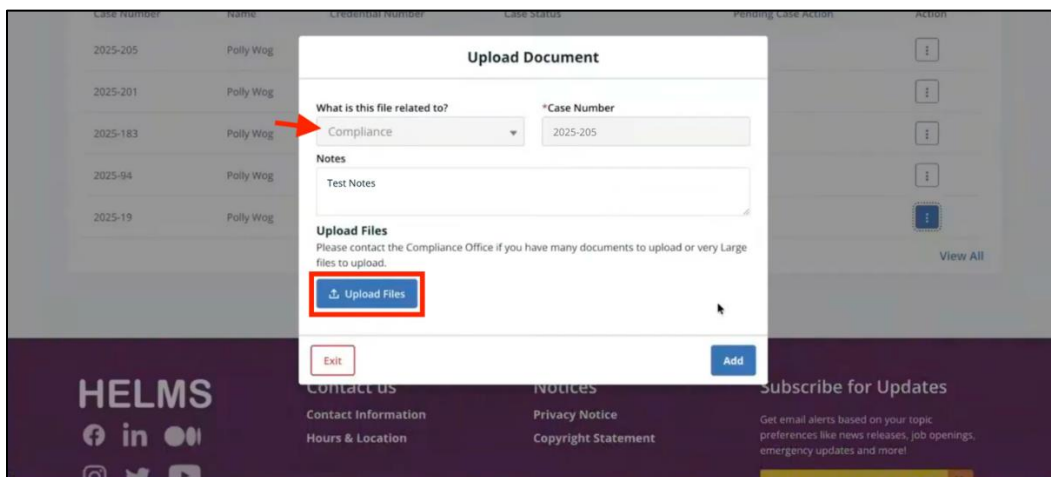 Case Number Name Credential Number Case Status Pending Case Action Action
2025-205 Polly Wog
2025-201 Polly Wog
2025-183 Polly Wog
2025-94 Polly Wog
2025-19 Polly Wog
View All
Upload Document
What is this file related to? *Case Number
Compliance 2025-205
Notes
Test Notes
Upload Files
Please contact the Compliance Office if you have many documents to upload or very Large
files to upload.
Upload Files
Exit Add
HELMS
Contact us
Contact Information
Hours & Location
Notices
Privacy Notice
Copyright Statement
Subscribe for Updates
Get email alerts based on your topic
preferences like news releases, job openings,
emergency updates and more!